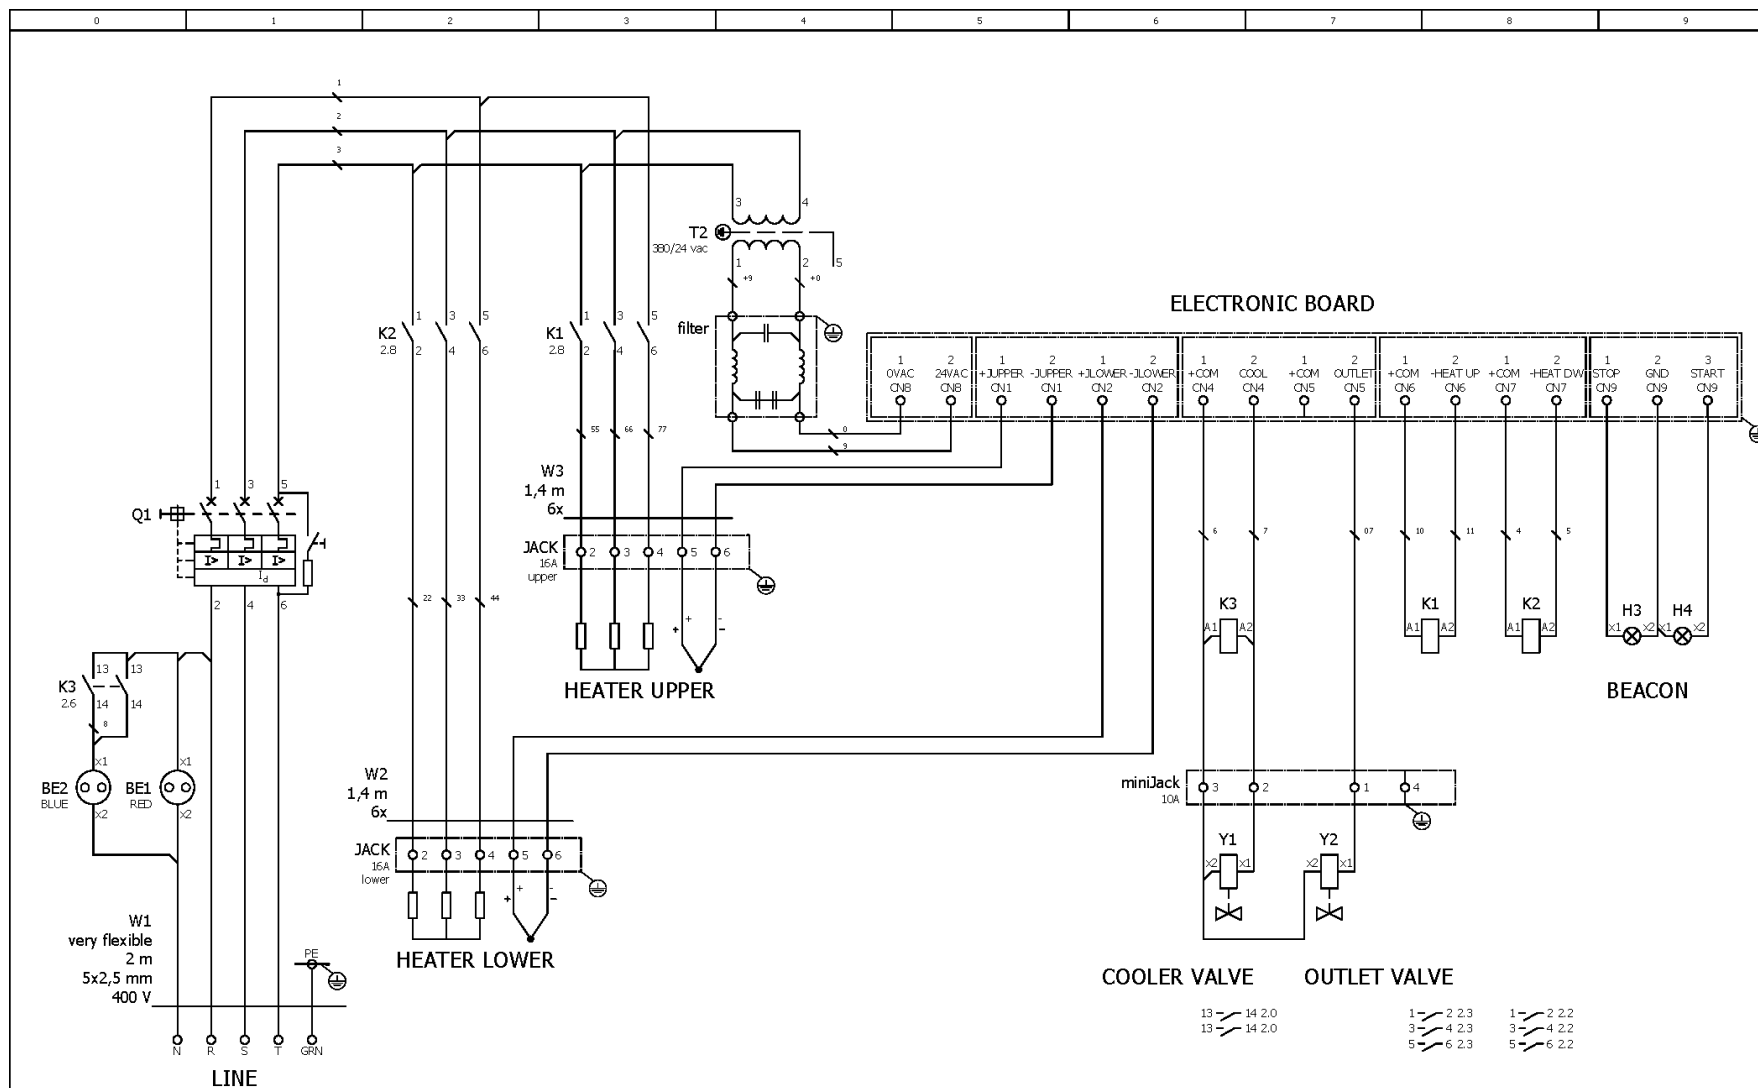 0 1 2 3 4 5 6 7 8 9
1
2
3
3 4
T2
380/24 vac
1 2 5
+9 +0
ELECTRONIC BOARD
K2
2.8
1 3 5
2 4 6
K1
2.8
1 3 5
2 4 6
filter
1 2 1 2 1 2 1 2 1 2 1 2 1 2 1 2 3
0VAC 24VAC +JUPPER -JUPPER +JLOWER -JLOWER +COM COOL +COM OUTLET +COM -HEAT UP +COM -HEAT DW STOP GND START
CN8 CN8 CN1 CN1 CN2 CN2 CN4 CN4 CN5 CN5 CN6 CN6 CN7 CN7 CN9 CN9 CN9
55 66 77
0
9
W3
1,4 m
6x
1 3 5
Q1
I> I> I>
Id
2 4 6
JACK
16A
upper
2 3 4 5 6
6 7 07 10 11 4 5
22 33 44
+ -
+ -
HEATER UPPER
K3
A1 A2
K1
A1 A2
K2
A1 A2
H3 H4
x1 x2 x1 x2
BEACON
K3
2.6
13 13
14 14
8
x1 x1
BE2
BLUE
BE1
RED
x2 x2
W2
1,4 m
6x
miniJack
10A
3 2 1 4
JACK
16A
lower
2 3 4 5 6
+ -
+ -
HEATER LOWER
Y1
x2 x1
Y2
x2 x1
COOLER VALVE OUTLET VALVE
W1
very flexible
2 m
5x2,5 mm
400 V
PE
N R S T GRN
LINE
13 14 2.0
13 14 2.0
1 2 2.3
3 4 2.3
5 6 2.3
1 2 2.2
3 4 2.2
5 6 2.2